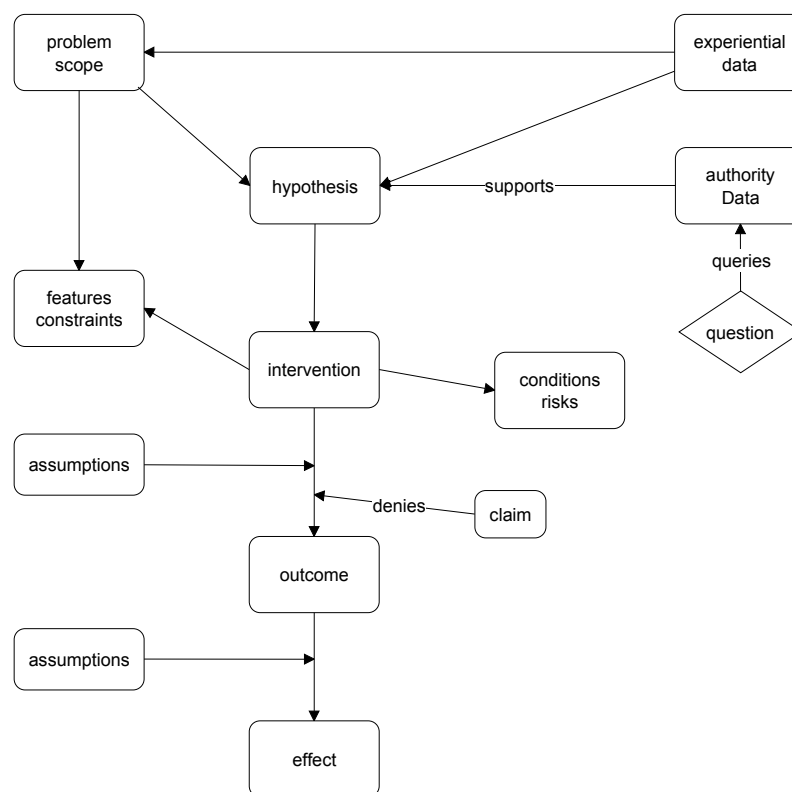 problem
scope
experiential
data
hypothesis
supports
authority
Data
queries
features
constraints
question
intervention
conditions
risks
assumptions
denies
claim
outcome
assumptions
effect